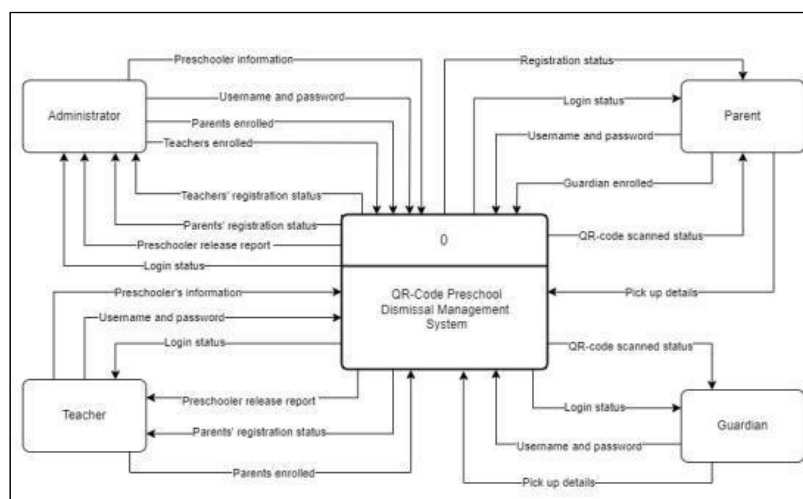 Preschooler information
Registration status
Administrator
Username and password
Login status
Parent
Parents enrolled
Username and password
Teachers enrolled
Guardian enrolled
Teachers' registration status
Parents' registration status
0
QR-code scanned status
Preschooler release report
Login status
Preschooler's information
QR-Code Preschool
Dismissal Management
System
Pick up details
Username and password
Login status
QR-code scanned status
Teacher
Preschooler release report
Login status
Guardian
Parents' registration status
Username and password
Parents enrolled
Pick up details